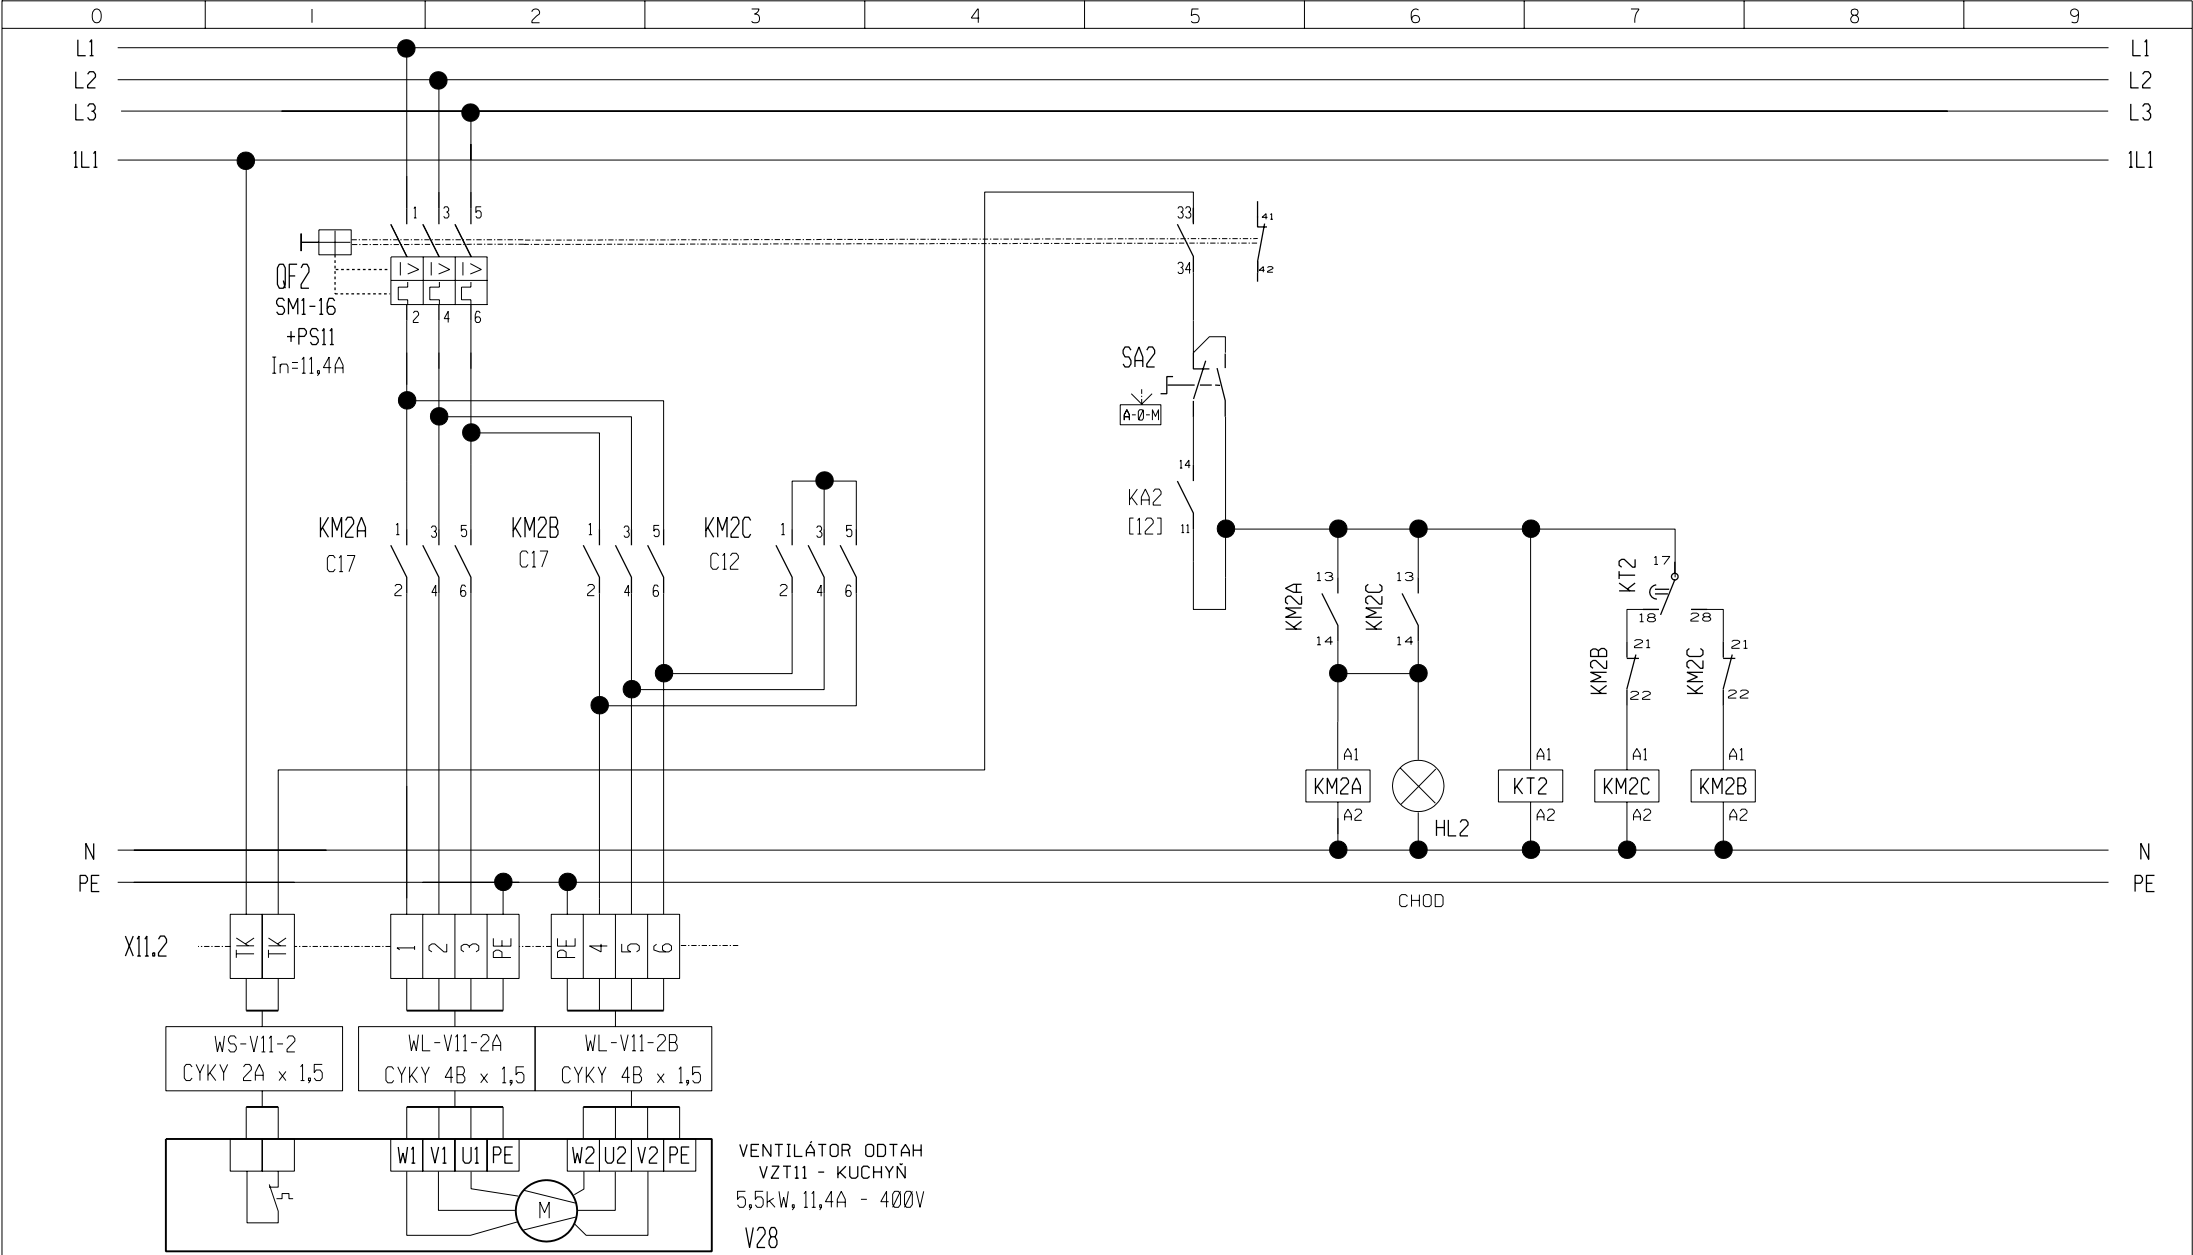 0 1 2 3 4 5 6 7 8 9
L1 L1
L2 L2
L3 L3
1L1 1L1
1 3 5
33
41
QF2
SM1-16
+PS11
In=11,4A
I> I> I>
2 4 6
34
42
SA2
A-0-M
14
KA2
[12]
11
KM2A
C17
1 3 5
2 4 6
KM2B
C17
1 3 5
2 4 6
KM2C
C12
1 3 5
2 4 6
KM2A
13
14
KM2C
13
14
KT2
17
18
28
KM2B
21
22
KM2C
21
22
A1 A1 A1 A1
KM2A KT2 KM2C KM2B
A2 A2 A2 A2
HL2
N N
PE PE
CHOD
X11.2
TK TK 1 2 3 PE PE 4 5 6
WS-V11-2
CYKY 2A x 1,5
WL-V11-2A
CYKY 4B x 1,5
WL-V11-2B
CYKY 4B x 1,5
W1 V1 U1 PE W2 U2 V2 PE
M
VENTILÁTOR ODTAH
VZT11 - KUCHYŇ
5,5kW, 11,4A - 400V
V28